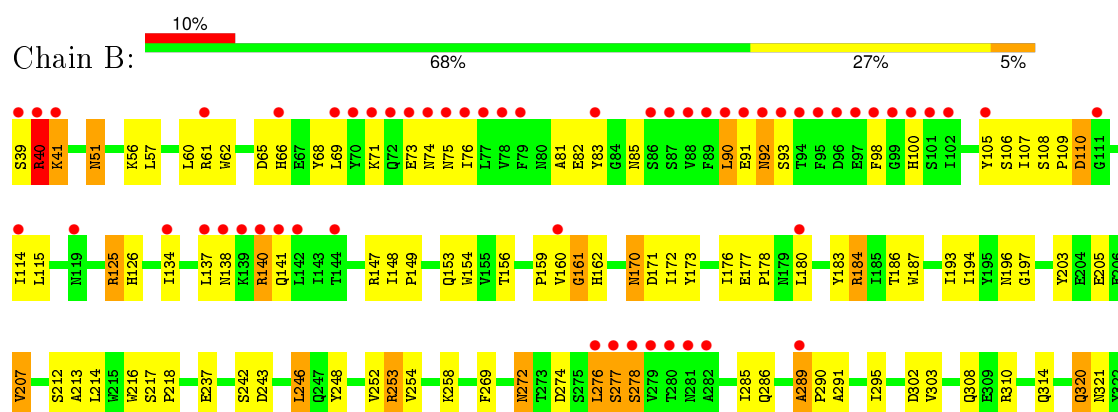 10%
Chain B:
68% 27% 5%
S39 R40 K41 N51 K56 L57 L60 R61 W62 D65 H66 E67 Y68 L69 Y70 K71 Q72 E73 N74 N75 I76 L77 V78 F79 N80 A81 E82 Y83 G84 N85 S86 S87 V88 F89 L90 E91 N92 S93 T94 F95 D96 E97 F98 G99 H100 S101 I102 Y105 S106 I107 S108 P109 D110 G111
I114 L115 N119 R125 H126 I134 L137 N138 K139 R140 Q141 L142 I143 T144 R147 I148 P149 Q153 W154 V155 T156 P159 V160 G161 H162 N170 D171 I172 Y173 I176 E177 P178 N179 L180 Y183 R184 I185 T186 W187 I193 I194 Y195 N196 G197 Y203 E204 E205
V207 S212 A213 L214 W215 W216 S217 P218 E237 S242 D243 L246 Q247 Y248 V252 R253 V254 K258 F269 N272 T273 D274 S275 L276 S277 S278 V279 T280 N281 A282 I285 Q286 A289 P290 A291 I295 D302 V303 Q308 E309 R310 Q314 Q320 N321